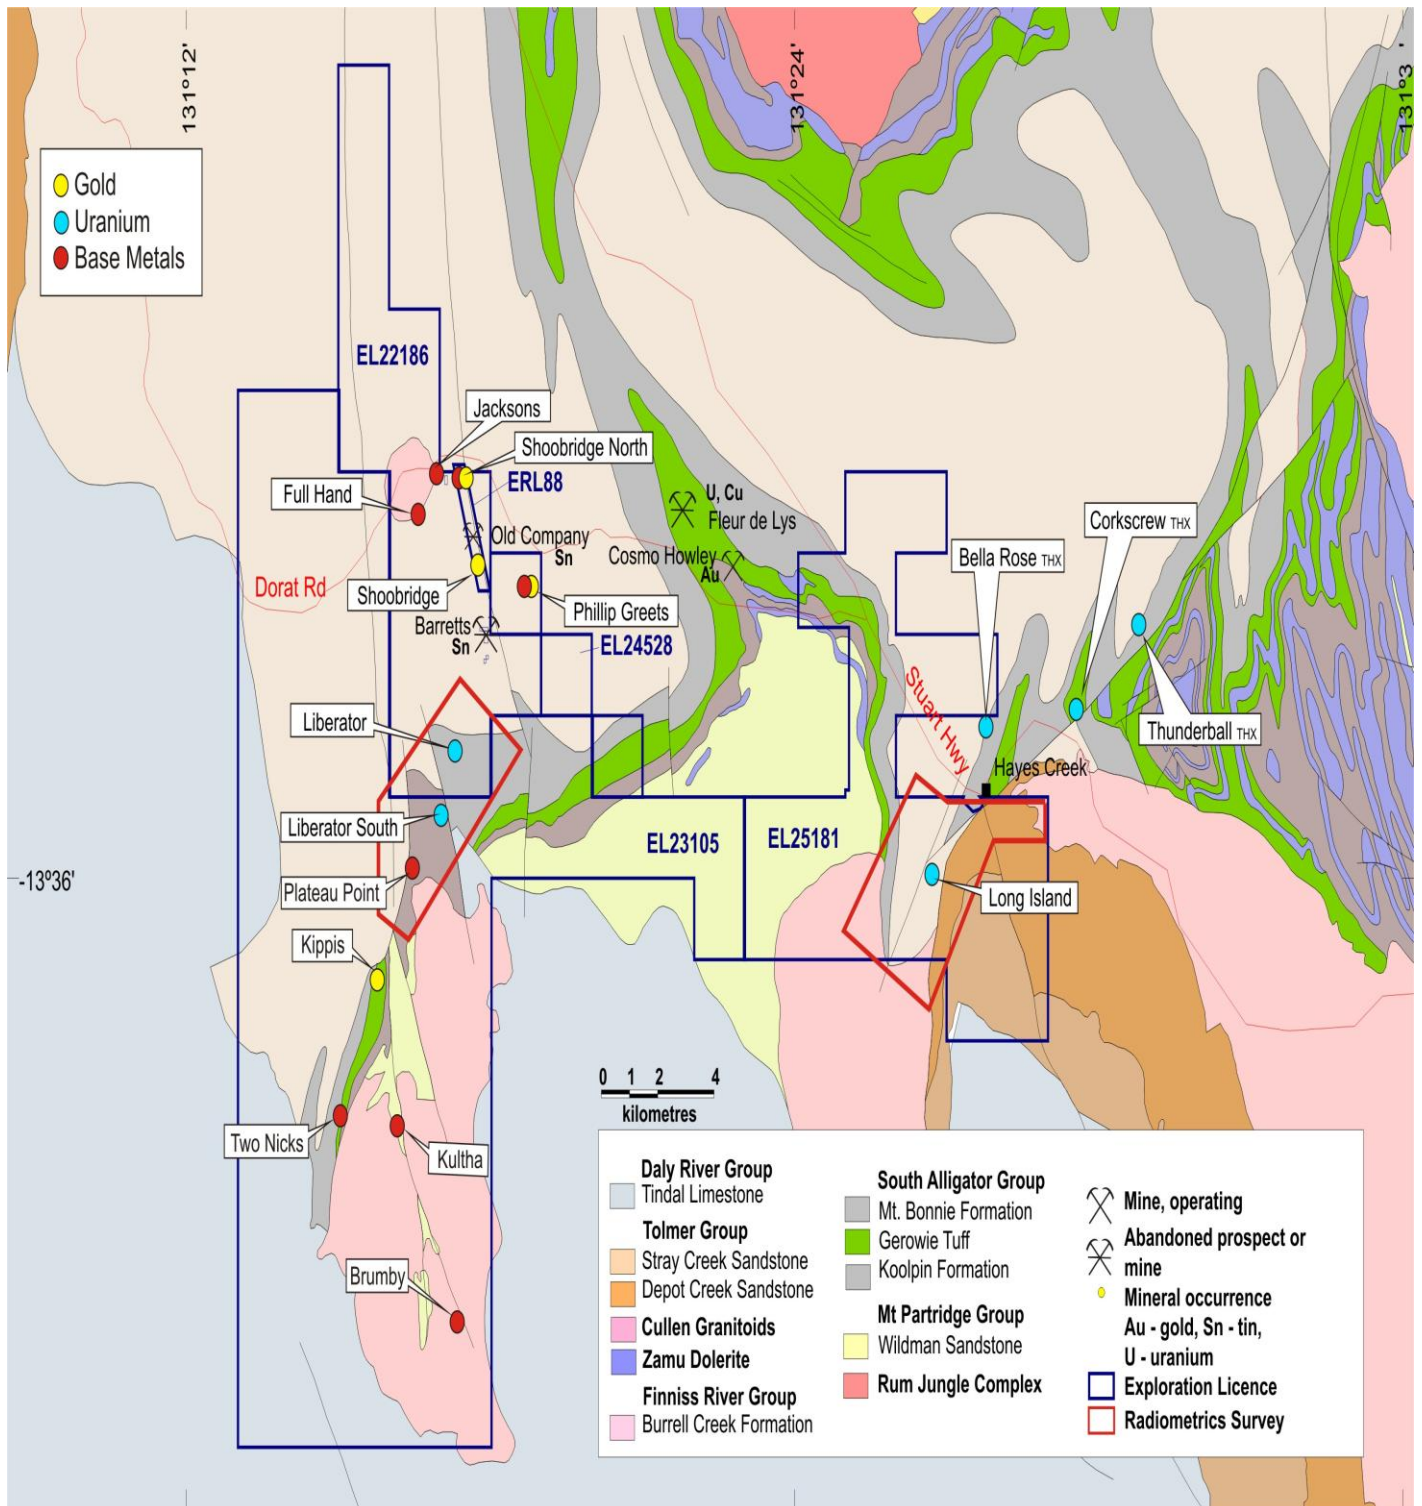 131°12'
131°24'
131°3 '
Gold
Uranium
Base Metals
EL22186
Jacksons
Shoobridge North
ERL88
Full Hand
U, Cu
Fleur de Lys
Old Company
Sn
Cosmo Howley
Au
Corkscrew THX
Bella Rose THX
Dorat Rd
Shoobridge
Phillip Greets
Barretts
Sn
EL24528
Stuart Hwy
Liberator
Thunderball THX
Hayes Creek
Liberator South
EL23105
EL25181
-13°36'
Plateau Point
Long Island
Kippis
0 1 2 4
kilometres
Two Nicks
Kultha
Brumby
Daly River Group
Tindal Limestone
Tolmer Group
Stray Creek Sandstone
Depot Creek Sandstone
Cullen Granitoids
Zamu Dolerite
Finniss River Group
Burrell Creek Formation
South Alligator Group
Mt. Bonnie Formation
Gerowie Tuff
Koolpin Formation
Mt Partridge Group
Wildman Sandstone
Rum Jungle Complex
Mine, operating
Abandoned prospect or
mine
Mineral occurrence
Au - gold, Sn - tin,
U - uranium
Exploration Licence
Radiometrics Survey